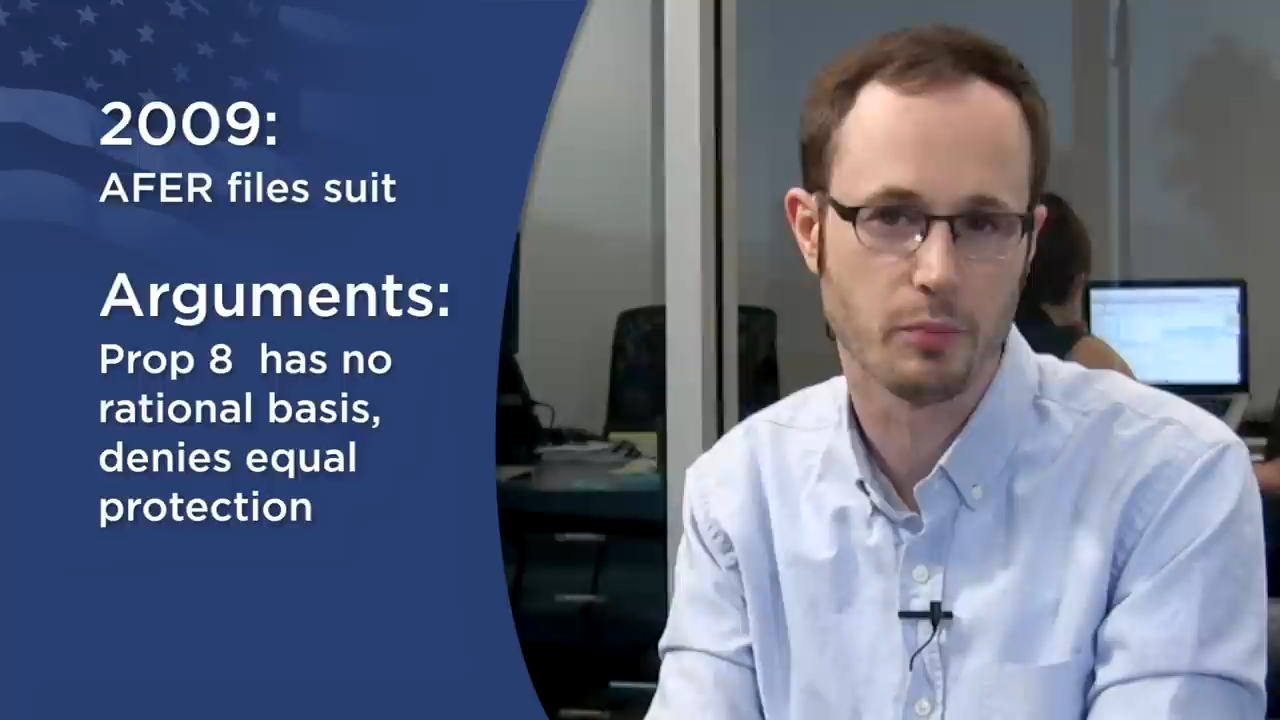 2009:
AFER files suit
Arguments:
Prop 8 has no
rational basis,
denies equal
protection